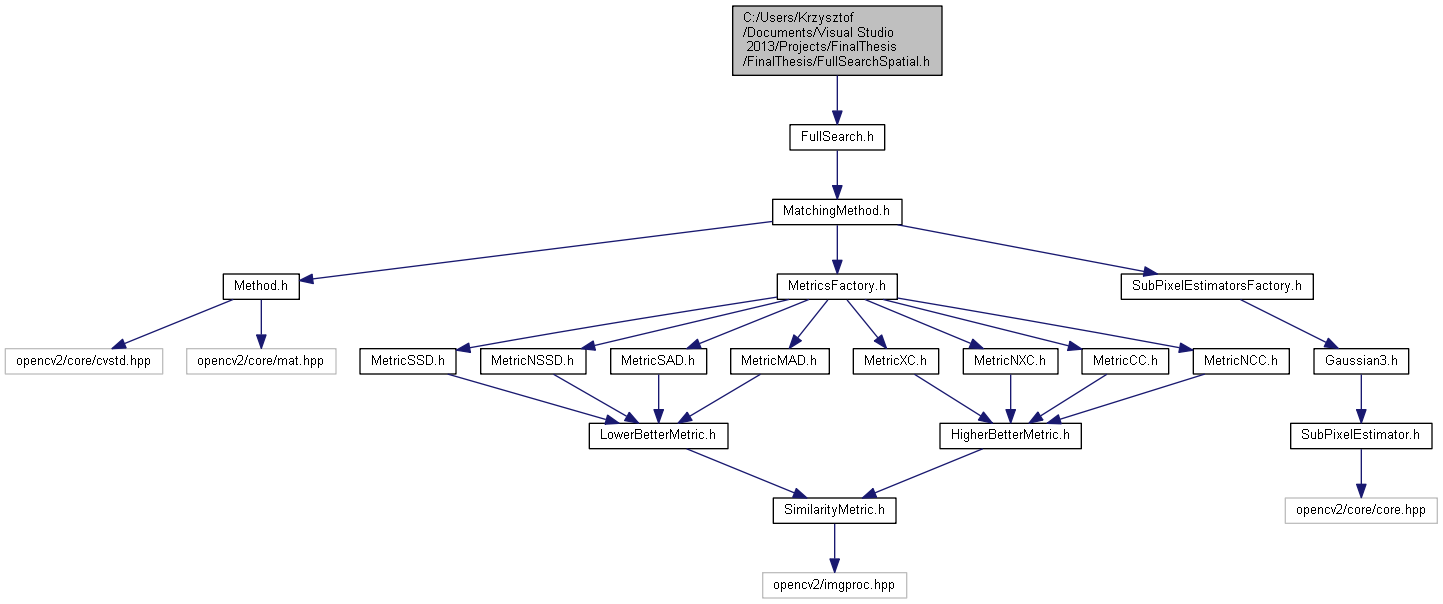 C:/Users/Krzysztof
/Documents/Visual Studio
2013/Projects/FinalThesis
/FinalThesis/FullSearchSpatial.h
FullSearch.h
MatchingMethod.h
Method.h
MetricsFactory.h
SubPixelEstimatorsFactory.h
opencv2/core/cvstd.hpp
opencv2/core/mat.hpp
MetricSSD.h
MetricNSSD.h
MetricSAD.h
MetricMAD.h
MetricXC.h
MetricNXC.h
MetricCC.h
MetricNCC.h
Gaussian3.h
LowerBetterMetric.h
HigherBetterMetric.h
SubPixelEstimator.h
SimilarityMetric.h
opencv2/core/core.hpp
opencv2/imgproc.hpp